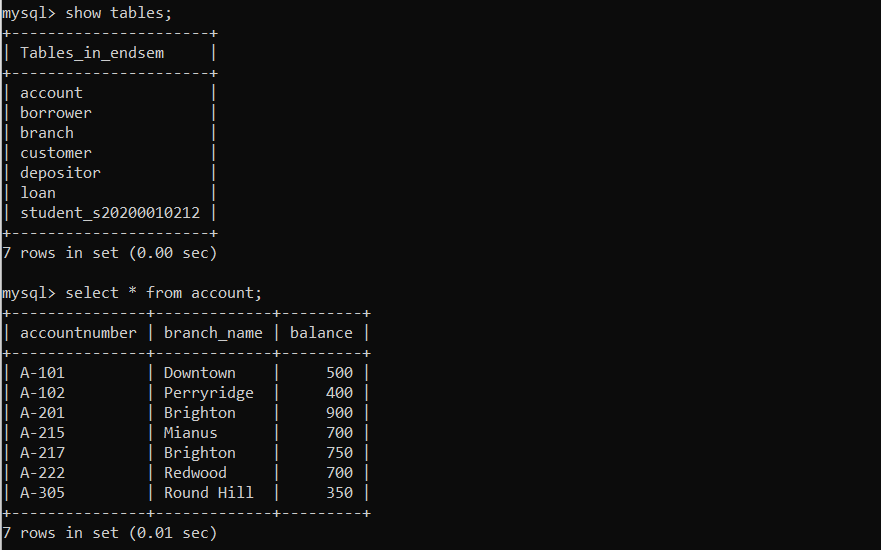 mysql> show tables;
+----------------------+
| Tables_in_endsem     |
+----------------------+
| account              |
| borrower             |
| branch               |
| customer             |
| depositor            |
| loan                 |
| student_s20200010212 |
+----------------------+
7 rows in set (0.00 sec)

mysql> select * from account;
+---------------+-------------+---------+
| accountnumber | branch_name | balance |
+---------------+-------------+---------+
| A-101         | Downtown    |     500 |
| A-102         | Perryridge  |     400 |
| A-201         | Brighton    |     900 |
| A-215         | Mianus      |     700 |
| A-217         | Brighton    |     750 |
| A-222         | Redwood     |     700 |
| A-305         | Round Hill  |     350 |
+---------------+-------------+---------+
7 rows in set (0.01 sec)